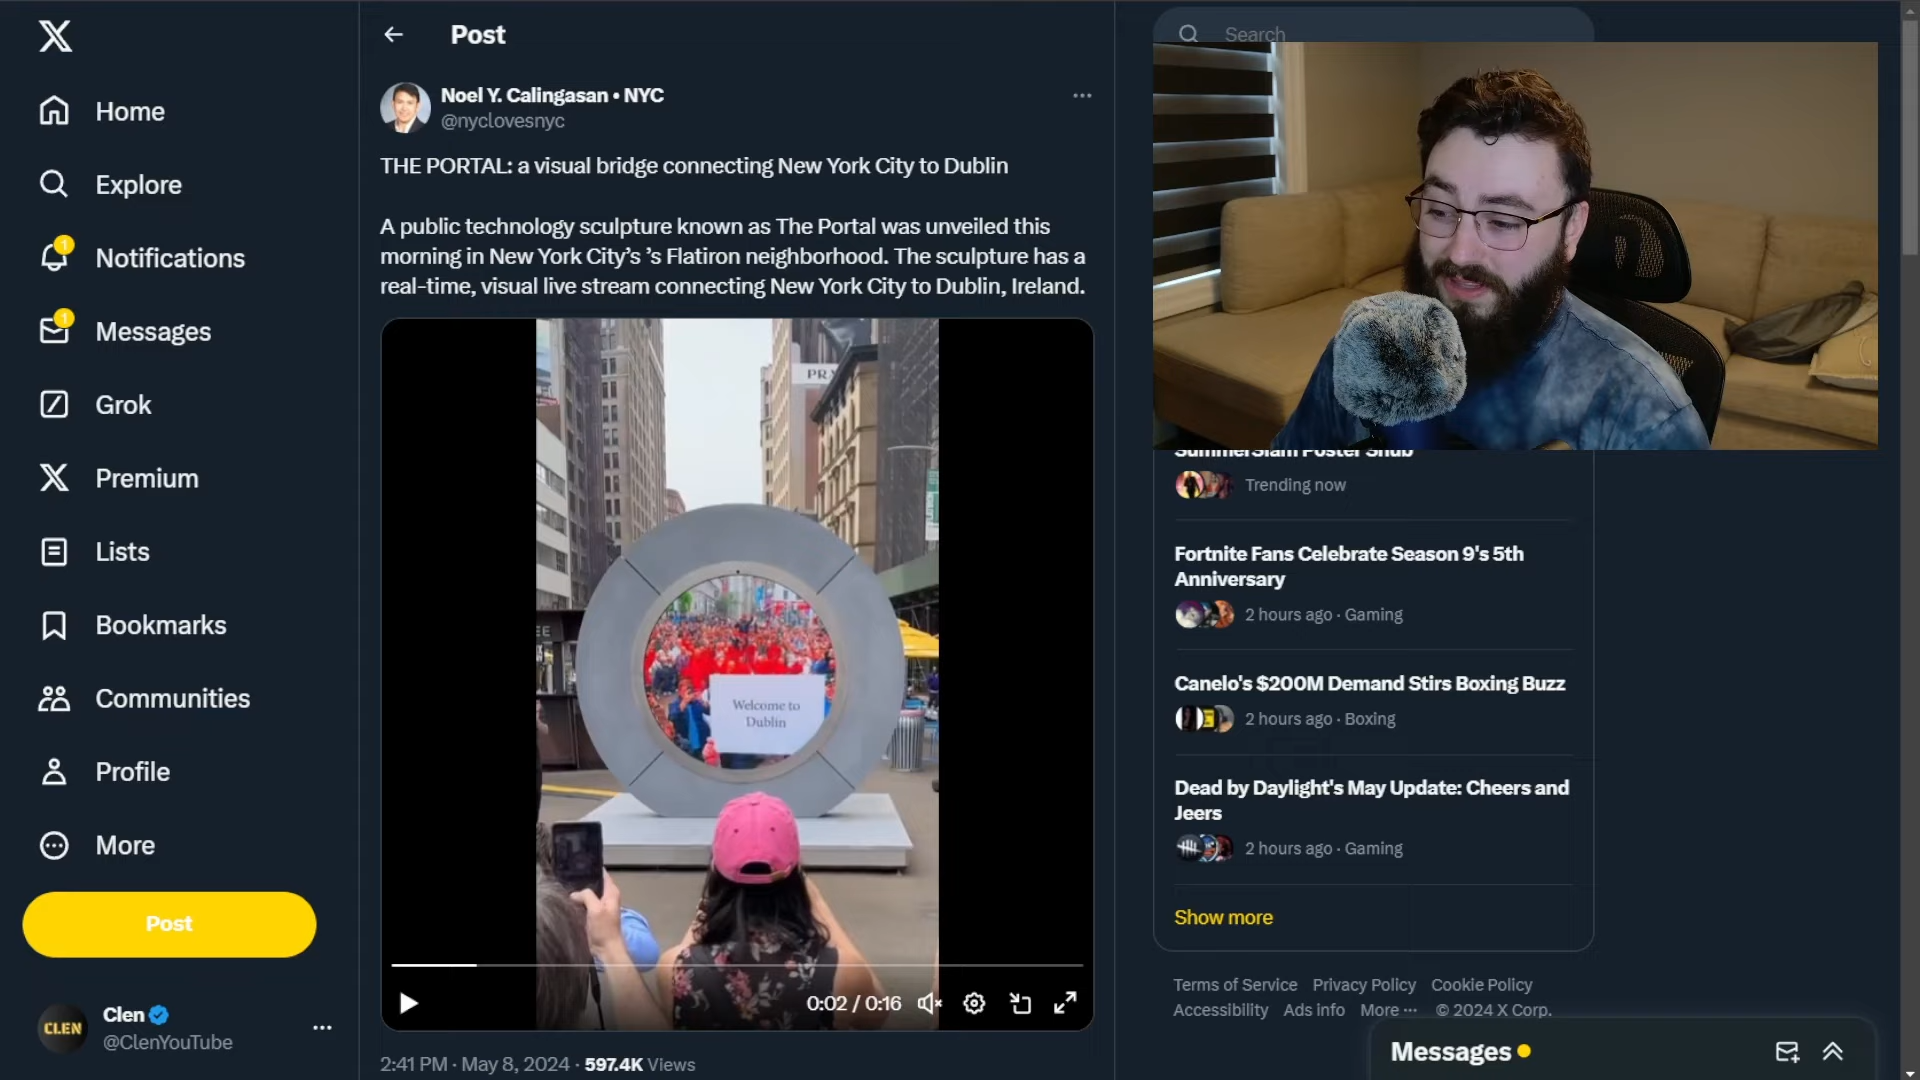 Home
Explore
1
Notifications
1
Messages
Grok
Premium
Lists
Bookmarks
Communities
Profile
More
Post
CLEN
Clen
@ClenYouTube
Post
Noel Y. Calingasan • NYC
@nyclovesnyc
THE PORTAL: a visual bridge connecting New York City to Dublin
A public technology sculpture known as The Portal was unveiled this
morning in New York City’s ’s Flatiron neighborhood. The sculpture has a
real-time, visual live stream connecting New York City to Dublin, Ireland.
Welcome to
Dublin
0:02 / 0:16
2:41 PM · May 8, 2024 · 597.4K Views
Search
SummerSlam Poster Snub
Trending now
Fortnite Fans Celebrate Season 9's 5th
Anniversary
2 hours ago · Gaming
Canelo's $200M Demand Stirs Boxing Buzz
2 hours ago · Boxing
Dead by Daylight's May Update: Cheers and
Jeers
2 hours ago · Gaming
Show more
Terms of Service Privacy Policy Cookie Policy
Accessibility Ads info More ··· © 2024 X Corp.
Messages